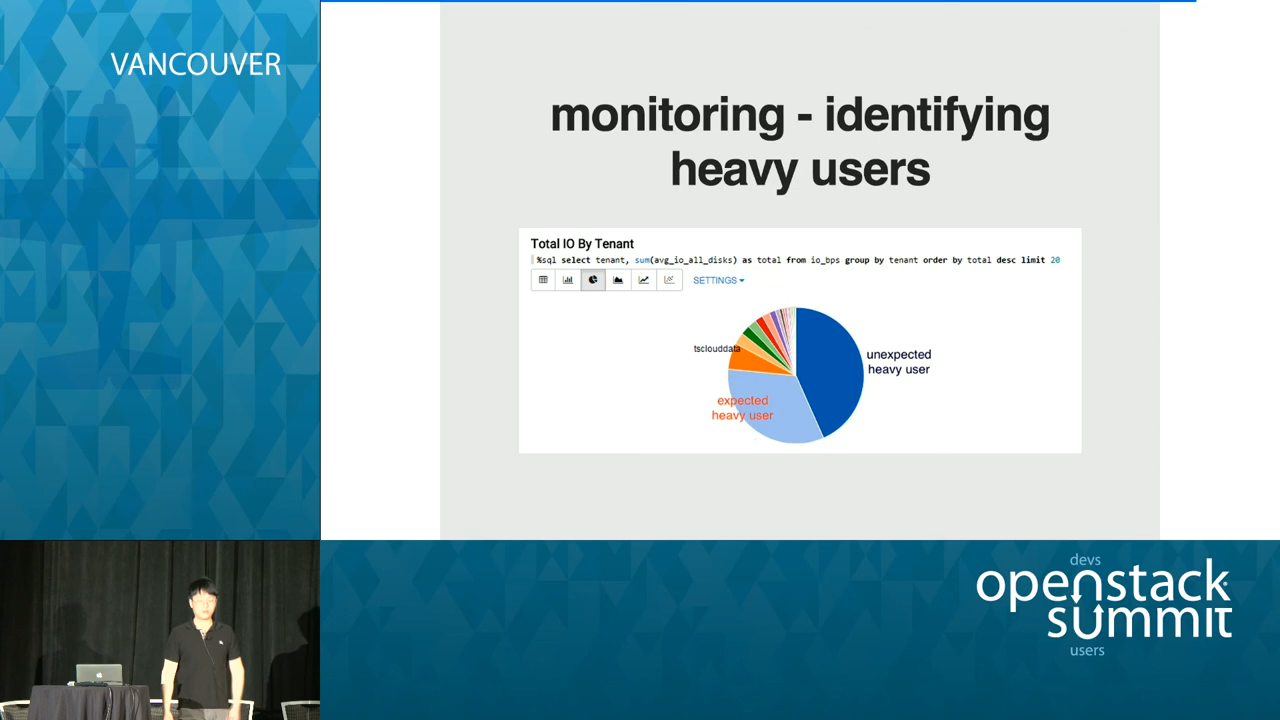 VANCOUVER
monitoring - identifying
heavy users
Total IO By Tenant
%sql select tenant, sum(avg_io_all_disks) as total from io_bps group by tenant order by total desc limit 20
SETTINGS
tsclouddata
unexpected
heavy user
expected
heavy user
devs
openstack
summit
users